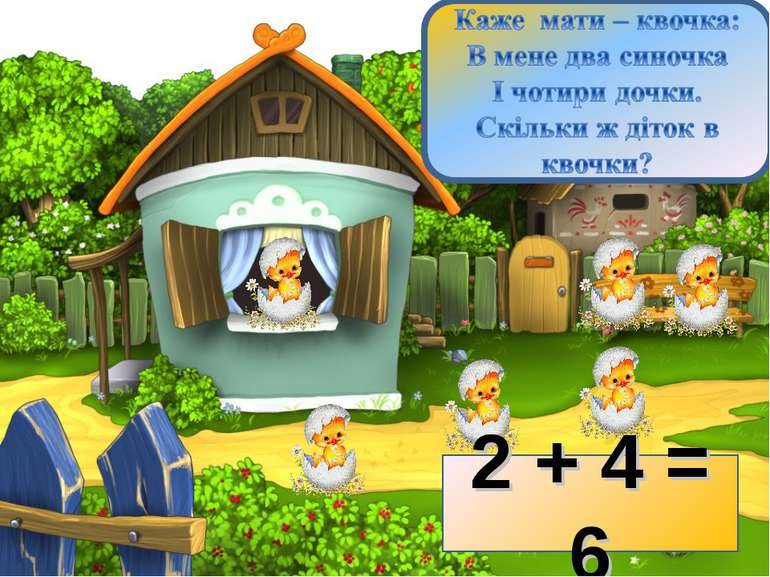 Каже мати – квочка:
В мене два синочка
І чотири дочки.
Скільки ж діток в
квочки?
2 + 4 =
6